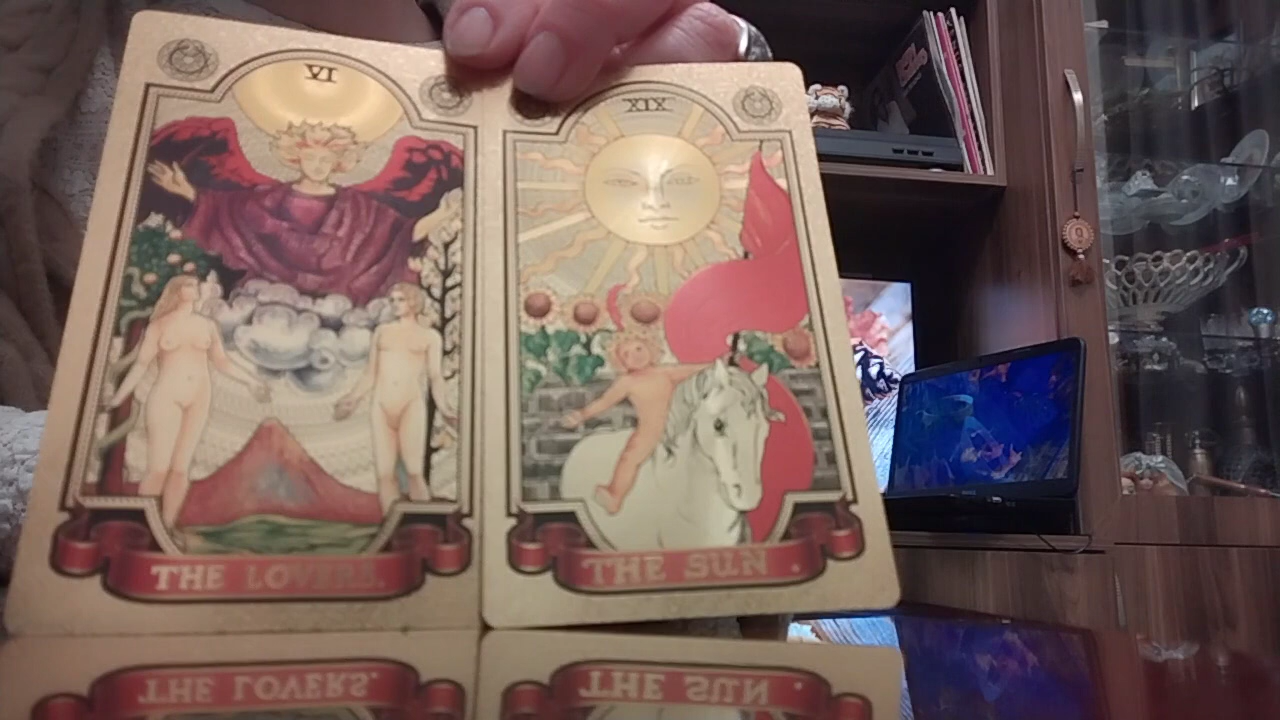 VI
XIX
THE LOVERS.
THE SUN .